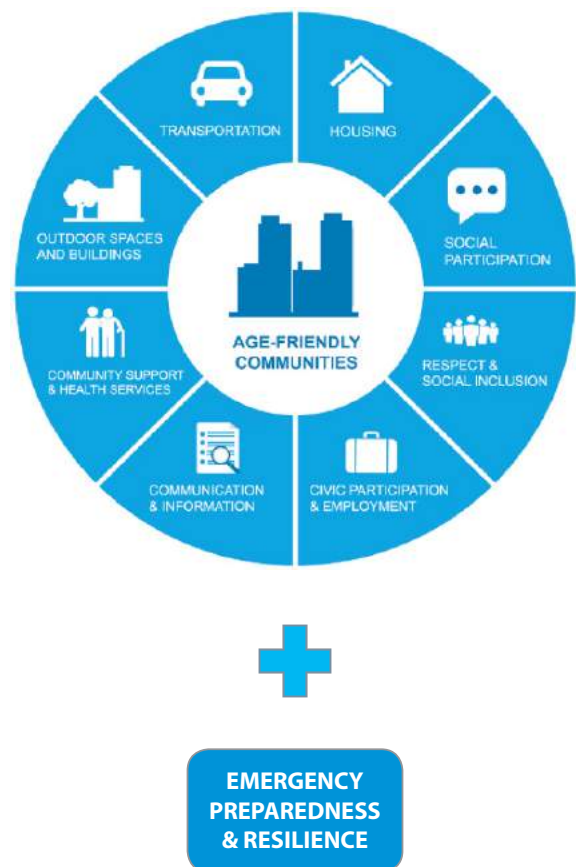 TRANSPORTATION
HOUSING
SOCIAL
PARTICIPATION
RESPECT &
SOCIAL INCLUSION
CIVIC PARTICIPATION
& EMPLOYMENT
COMMUNICATION
& INFORMATION
COMMUNITY SUPPORT
& HEALTH SERVICES
OUTDOOR SPACES
AND BUILDINGS
AGE-FRIENDLY
COMMUNITIES
EMERGENCY
PREPAREDNESS
& RESILIENCE